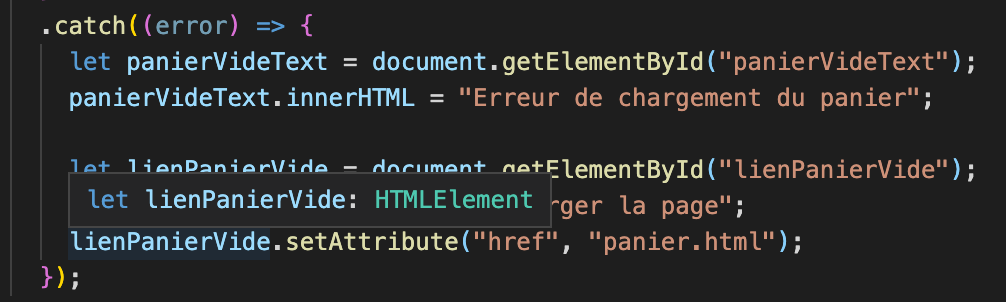 .catch((error) => {
let panierVideText = document.getElementById("panierVideText");
panierVideText.innerHTML = "Erreur de chargement du panier";
let lienPanierVide = document.getElementById("lienPanierVide");
let lienPanierVide: HTMLElement
la page";
lienPanierVide.setAttribute("href", "panier.html");
});